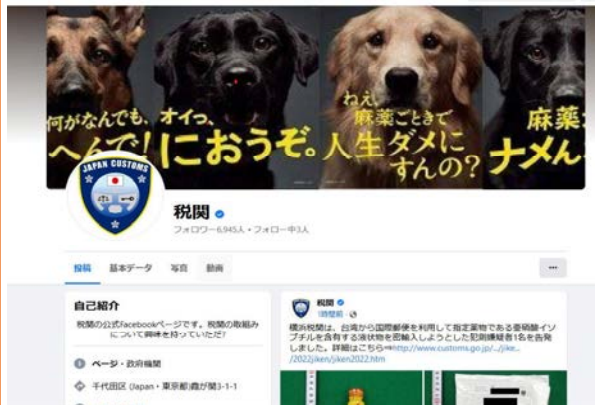 何がなんでも、
へんで!
オイっ、
におうぞ。
ねえ、
麻薬ごときで
人生ダメに
すんの?
麻薬
ナメん
JAPAN CUSTOMS
税関
フォロワー6,945人・フォロー中3人
投稿 基本データ 写真 動画
自己紹介
税関の公式Facebookページです。税関の取組み
について興味を持っていただ?
ページ・政府機関
千代田区 (Japan・東京都)霞が関3-1-1
税関
1時間前
横浜税関は、台湾から国際郵便を利用して指定薬物である亜硝酸イソ
ブチルを含有する液状物を密輸入しようとした犯則嫌疑者1名を告発
しました。詳細はこちら⇒http://www.customs.go.jp/.../jike...
/2022jiken/jiken2022.htm